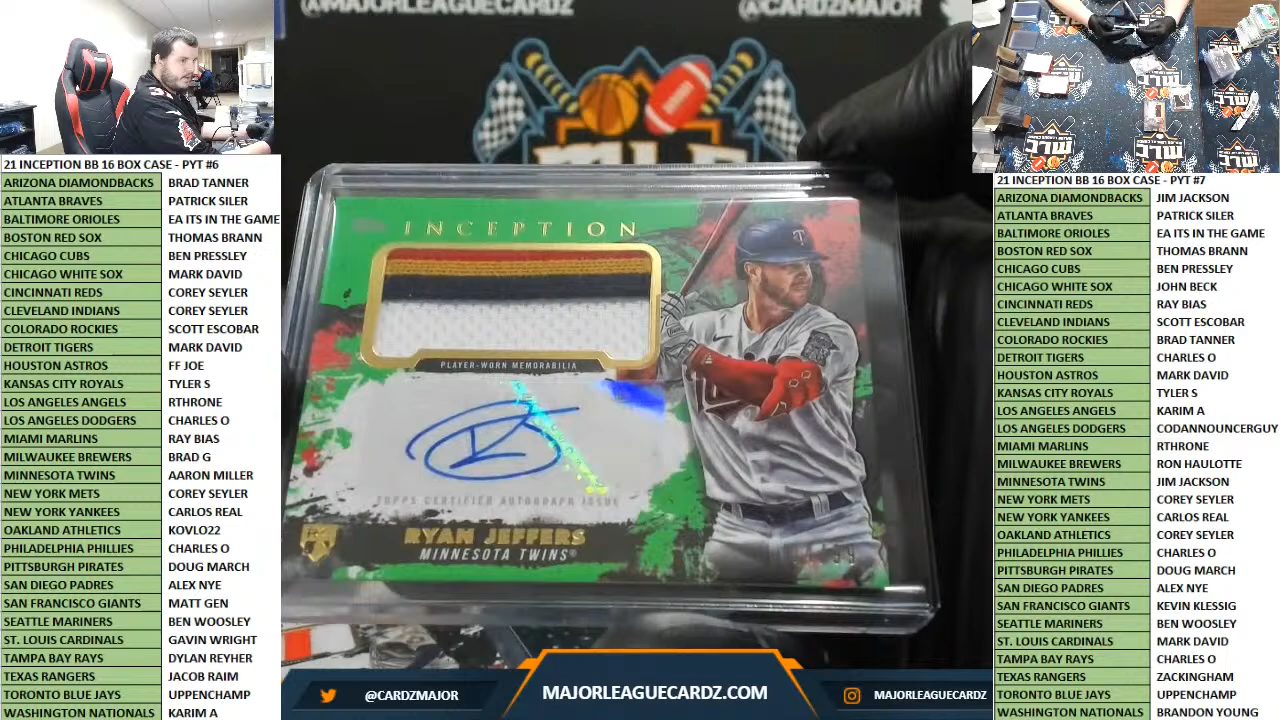 @MAJORLEAGUECARDZ
@CARDZMAJOR
21 INCEPTION BB 16 BOX CASE - PYT #6
ARIZONA DIAMONDBACKS BRAD TANNER
ATLANTA BRAVES PATRICK SILER
BALTIMORE ORIOLES EA ITS IN THE GAME
BOSTON RED SOX THOMAS BRANN
CHICAGO CUBS BEN PRESSLEY
CHICAGO WHITE SOX MARK DAVID
CINCINNATI REDS COREY SEYLER
CLEVELAND INDIANS COREY SEYLER
COLORADO ROCKIES SCOTT ESCOBAR
DETROIT TIGERS MARK DAVID
HOUSTON ASTROS FF JOE
KANSAS CITY ROYALS TYLER S
LOS ANGELES ANGELS RTHRONE
LOS ANGELES DODGERS CHARLES O
MIAMI MARLINS RAY BIAS
MILWAUKEE BREWERS BRAD G
MINNESOTA TWINS AARON MILLER
NEW YORK METS COREY SEYLER
NEW YORK YANKEES CARLOS REAL
OAKLAND ATHLETICS KOVLO22
PHILADELPHIA PHILLIES CHARLES O
PITTSBURGH PIRATES DOUG MARCH
SAN DIEGO PADRES ALEX NYE
SAN FRANCISCO GIANTS MATT GEN
SEATTLE MARINERS BEN WOOSLEY
ST. LOUIS CARDINALS GAVIN WRIGHT
TAMPA BAY RAYS DYLAN REYHER
TEXAS RANGERS JACOB RAIM
TORONTO BLUE JAYS UPPENCHAMP
WASHINGTON NATIONALS KARIM A
INCEPTION
PLAYER-WORN MEMORABILIA
TOPPS CERTIFIED AUTOGRAPH ISSUE
RYAN JEFFERS
MINNESOTA TWINS®
@CARDZMAJOR
MAJORLEAGUECARDZ.COM
MAJORLEAGUECARDZ
21 INCEPTION BB 16 BOX CASE - PYT #7
ARIZONA DIAMONDBACKS JIM JACKSON
ATLANTA BRAVES PATRICK SILER
BALTIMORE ORIOLES EA ITS IN THE GAME
BOSTON RED SOX THOMAS BRANN
CHICAGO CUBS BEN PRESSLEY
CHICAGO WHITE SOX JOHN BECK
CINCINNATI REDS RAY BIAS
CLEVELAND INDIANS SCOTT ESCOBAR
COLORADO ROCKIES BRAD TANNER
DETROIT TIGERS CHARLES O
HOUSTON ASTROS MARK DAVID
KANSAS CITY ROYALS TYLER S
LOS ANGELES ANGELS KARIM A
LOS ANGELES DODGERS CODANNOUNCERGUY
MIAMI MARLINS RTHRONE
MILWAUKEE BREWERS RON HAULOTTE
MINNESOTA TWINS JIM JACKSON
NEW YORK METS COREY SEYLER
NEW YORK YANKEES CARLOS REAL
OAKLAND ATHLETICS COREY SEYLER
PHILADELPHIA PHILLIES CHARLES O
PITTSBURGH PIRATES DOUG MARCH
SAN DIEGO PADRES ALEX NYE
SAN FRANCISCO GIANTS KEVIN KLESSIG
SEATTLE MARINERS BEN WOOSLEY
ST. LOUIS CARDINALS MARK DAVID
TAMPA BAY RAYS CHARLES O
TEXAS RANGERS ZACKINGHAM
TORONTO BLUE JAYS UPPENCHAMP
WASHINGTON NATIONALS BRANDON YOUNG